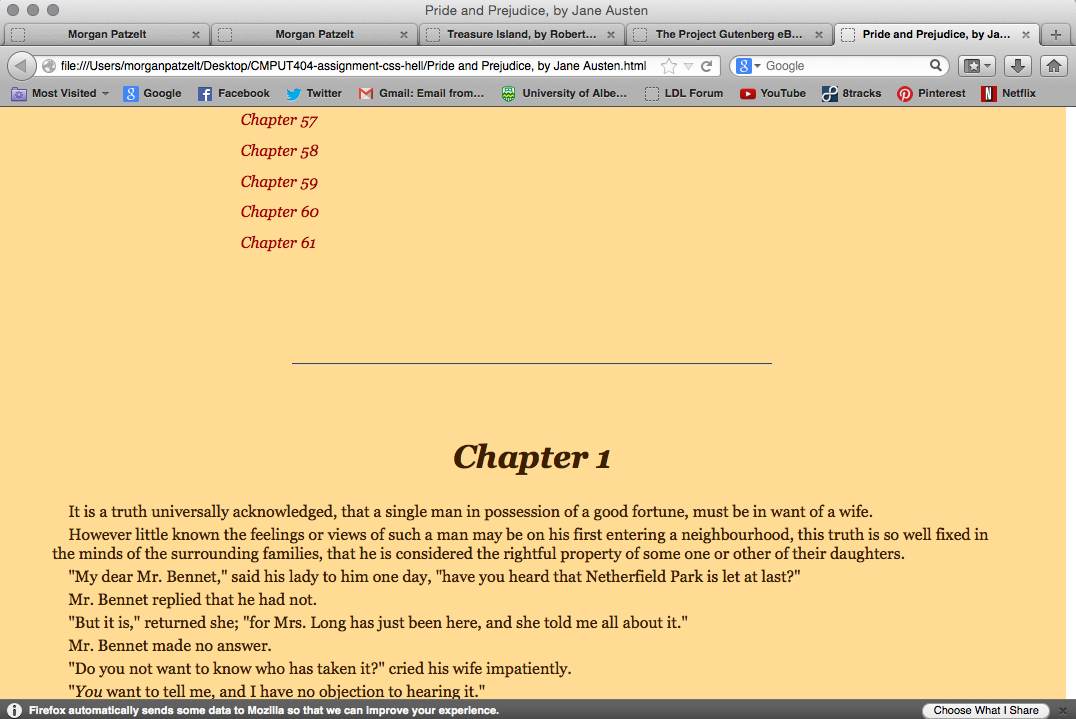 Pride and Prejudice, by Jane Austen
Morgan Patzelt
Morgan Patzelt
Treasure Island, by Robert...
The Project Gutenberg eB...
Pride and Prejudice, by Ja...
file:///Users/morganpatzelt/Desktop/CMPUT404-assignment-css-hell/Pride and Prejudice, by Jane Austen.html
Google
Most Visited
Google
Facebook
Twitter
Gmail: Email from...
University of Albe...
LDL Forum
YouTube
8tracks
Pinterest
Netflix
Chapter 57
Chapter 58
Chapter 59
Chapter 60
Chapter 61
Chapter 1
It is a truth universally acknowledged, that a single man in possession of a good fortune, must be in want of a wife.
However little known the feelings or views of such a man may be on his first entering a neighbourhood, this truth is so well fixed in
the minds of the surrounding families, that he is considered the rightful property of some one or other of their daughters.
"My dear Mr. Bennet," said his lady to him one day, "have you heard that Netherfield Park is let at last?"
Mr. Bennet replied that he had not.
"But it is," returned she; "for Mrs. Long has just been here, and she told me all about it."
Mr. Bennet made no answer.
"Do you not want to know who has taken it?" cried his wife impatiently.
"You want to tell me, and I have no objection to hearing it."
Firefox automatically sends some data to Mozilla so that we can improve your experience.
Choose What I Share